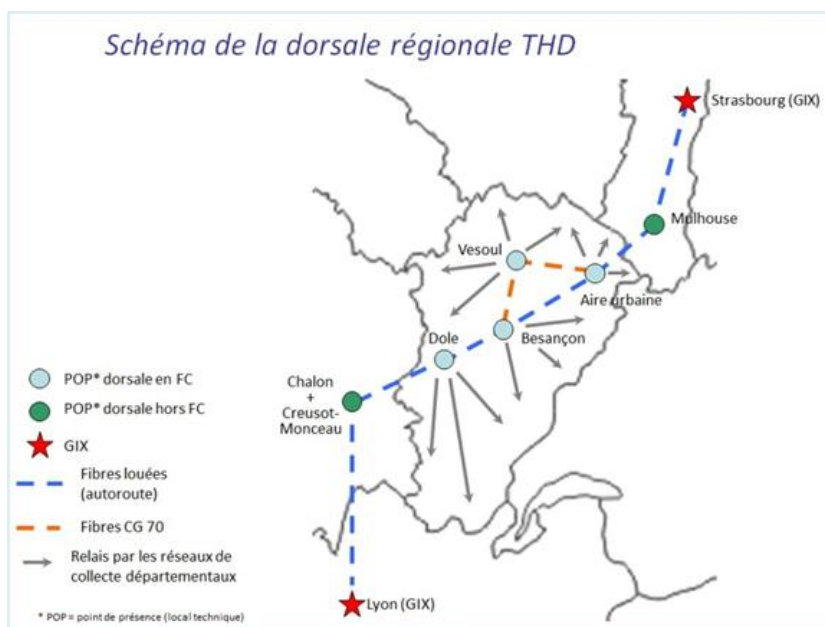 Schéma de la dorsale régionale THD
Strasbourg (GIX)
Mulhouse
Vesoul
Aire urbaine
Dole
Besançon
Chalon
+
Creusot-
Monceau
Lyon (GIX)
POP* dorsale en FC
POP* dorsale hors FC
GIX
Fibres louées
(autoroute)
Fibres CG 70
Relais par les réseaux de
collecte départementaux
* POP = point de présence (local technique)